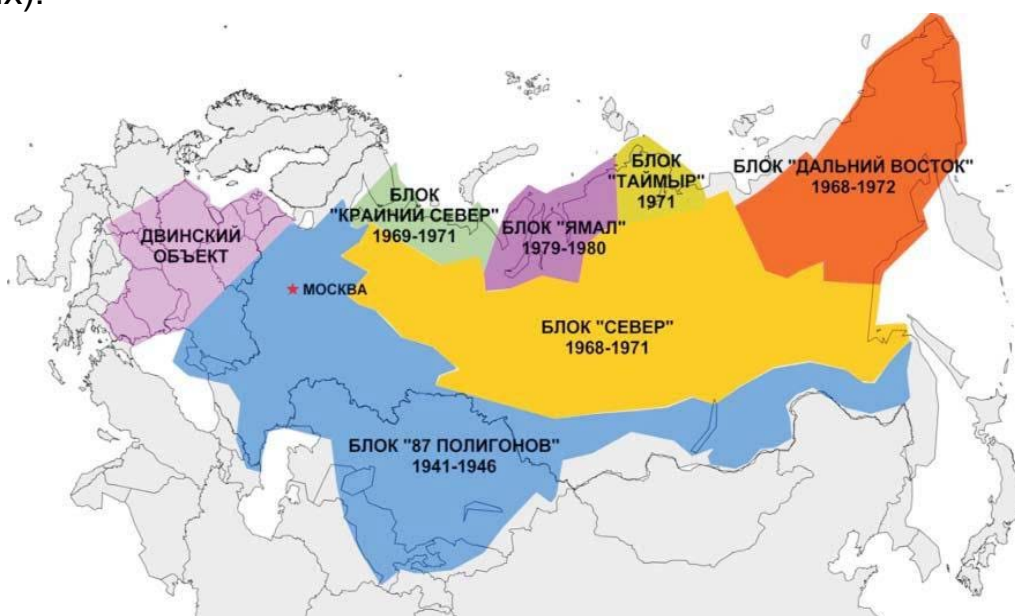 их).
БЛОК
"КРАЙНИЙ СЕВЕР"
1969-1971
БЛОК "ЯМАЛ"
1979-1980
БЛОК
"ТАЙМЫР"
1971
БЛОК "ДАЛЬНИЙ ВОСТОК"
1968-1972
ДВИНСКИЙ
ОБЪЕКТ
МОСКВА
БЛОК "СЕВЕР"
1968-1971
БЛОК "87 ПОЛИГОНОВ"
1941-1946